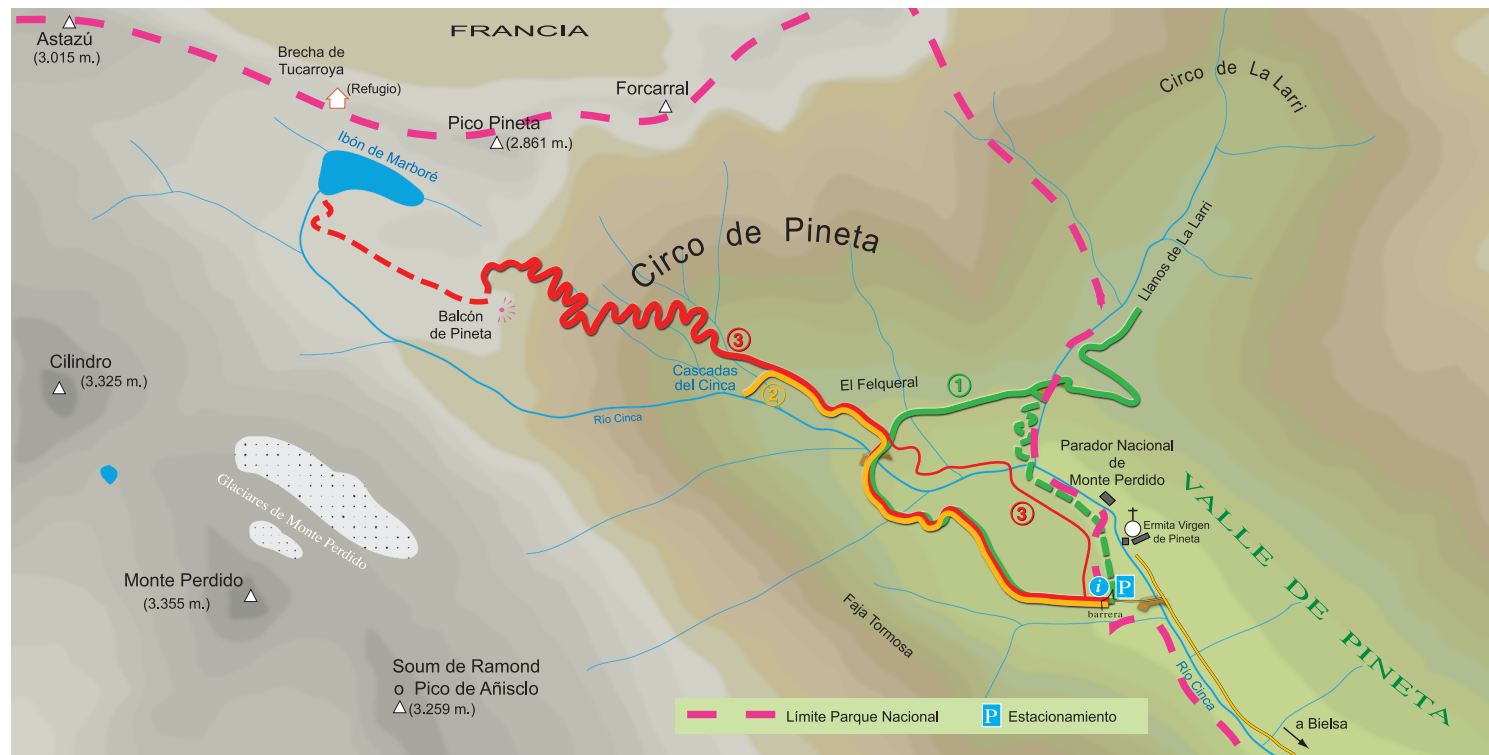 FRANCIA
Astazú
(3.015 m.)
Brecha de
Tucarroya
(Refugio)
Forcarral
Pico Pineta
(2.861 m.)
Ibón de Marboré
Circo de La Larri
Circo de Pineta
Llanos de La Larri
Balcón
de Pineta
Cilindro
(3.325 m.)
3
Cascadas
del Cinca
2
El Felqueral
1
Río Cinca
Parador Nacional
de
Monte Perdido
Glaciares de Monte Perdido
VALLE DE PINETA
3
Ermita Virgen
de Pineta
Monte Perdido
(3.355 m.)
i
P
barrera
Faja Tormosa
Soum de Ramond
o Pico de Añisclo
(3.259 m.)
Río Cinca
a Bielsa
Límite Parque Nacional
P Estacionamiento